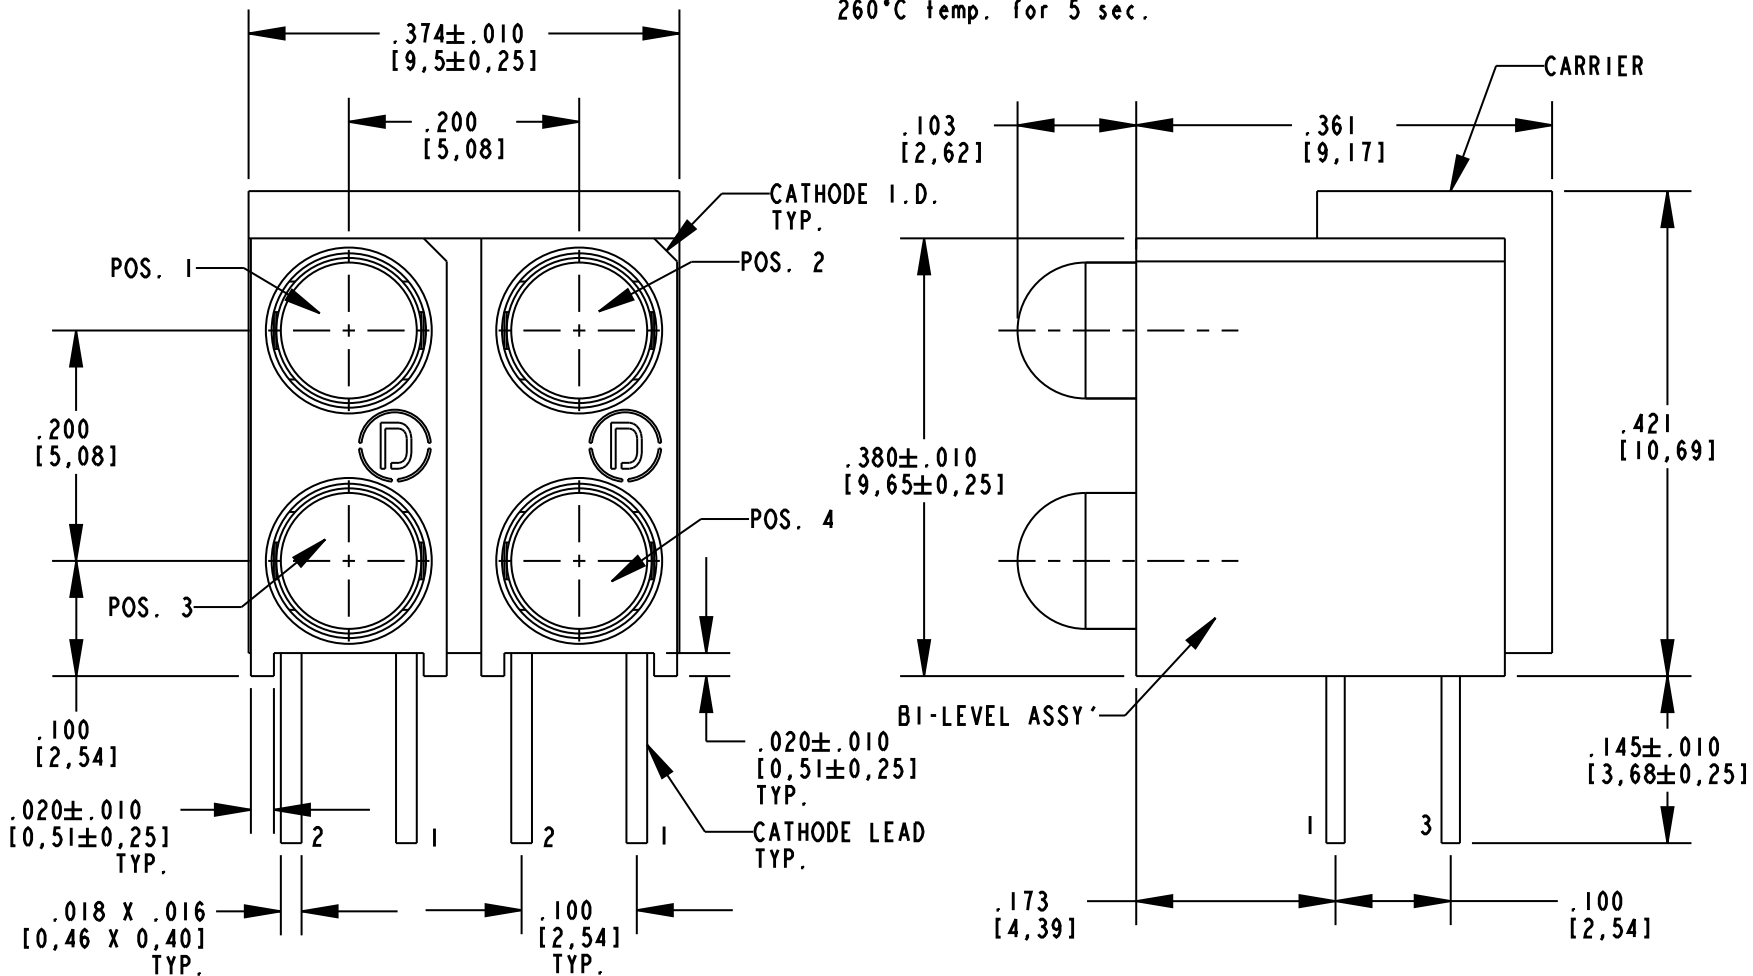 260°C temp. for 5 sec.
.374±.010
[9,5±0,25]
.200
[5,08]
CARRIER
.103
[2,62]
.361
[9,17]
CATHODE I.D.
TYP.
POS. 1
POS. 2
.200
[5,08]
.380±.010
[9,65±0,25]
.421
[10,69]
D
D
POS. 4
POS. 3
.100
[2,54]
BI-LEVEL ASSY'
.020±.010
[0,51±0,25]
TYP.
.145±.010
[3,68±0,25]
.020±.010
[0,51±0,25]
TYP.
2
1
2
1
CATHODE LEAD
TYP.
1
3
.018 X .016
[0,46 X 0,40]
TYP.
.100
[2,54]
TYP.
.173
[4,39]
.100
[2,54]